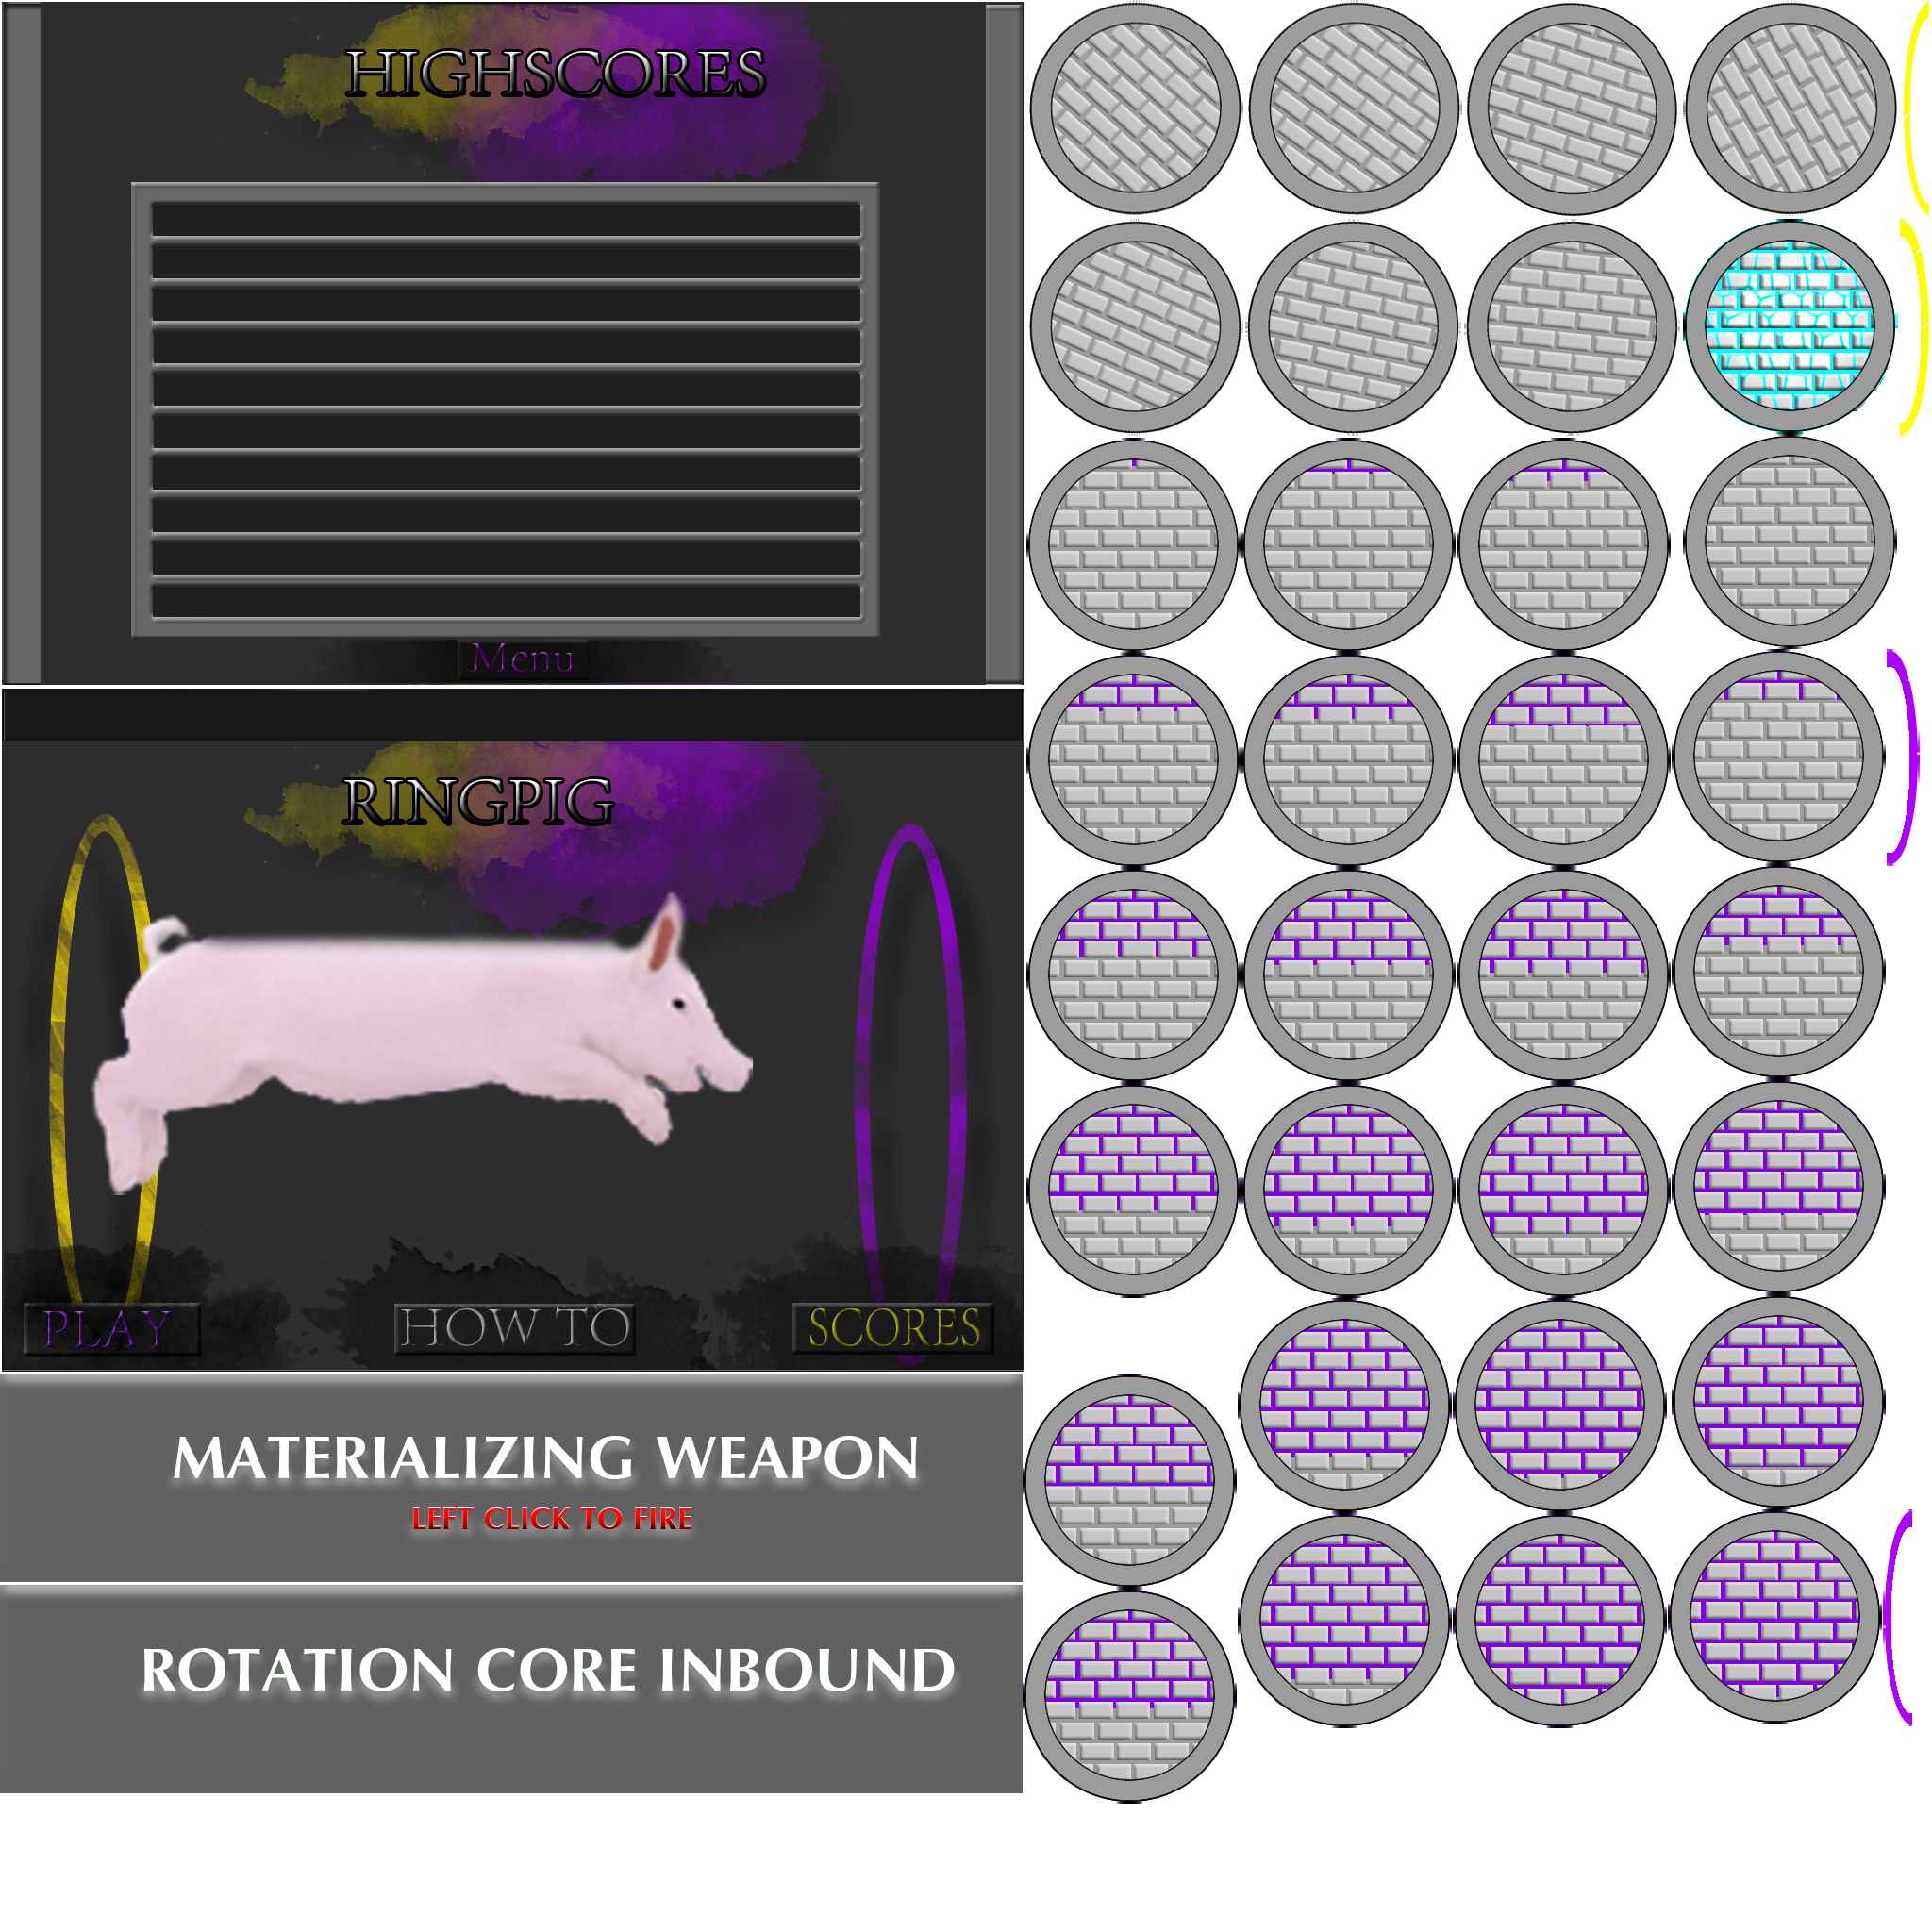 HIGHSCORES
Menu
RINGPIG
PLAY
HOW TO
SCORES
MATERIALIZING WEAPON
LEFT CLICK TO FIRE
ROTATION CORE INBOUND